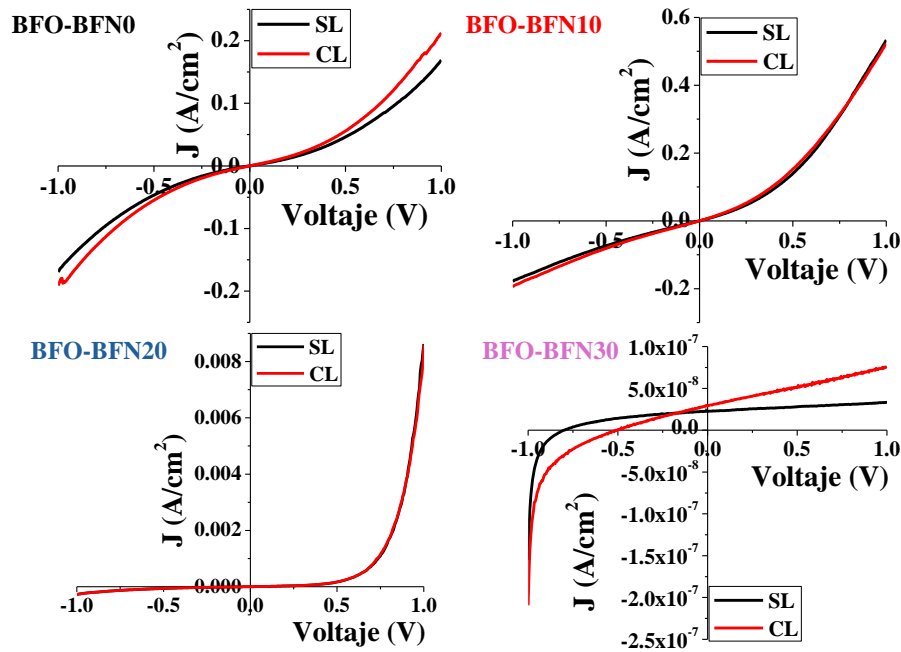 BFO-BFN0
SL
CL
J (A/cm²)
0.2
0.1
0.0
-0.1
-0.2
-1.0 -0.5 0.0 0.5 1.0
Voltaje (V)
BFO-BFN10
SL
CL
J (A/cm²)
0.6
0.4
0.2
0.0
-0.2
-1.0 -0.5 0.0 0.5 1.0
Voltaje (V)
BFO-BFN20
SL
CL
J (A/cm²)
0.008
0.006
0.004
0.002
0.000
-1.0 -0.5 0.0 0.5 1.0
Voltaje (V)
BFO-BFN30
1.0x10⁻⁷
5.0x10⁻⁸
0.0
-5.0x10⁻⁸
-1.0x10⁻⁷
-1.5x10⁻⁷
-2.0x10⁻⁷
-2.5x10⁻⁷
-1.0 -0.5 0.0 0.5 1.0
Voltaje (V)
J (A/cm²)
SL
CL